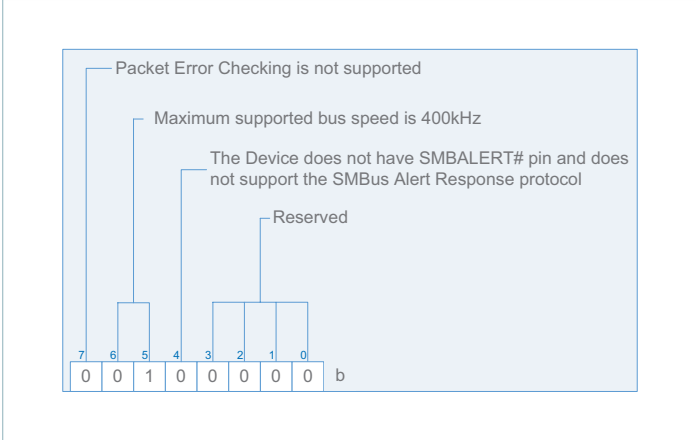 Packet Error Checking is not supported
Maximum supported bus speed is 400kHz
The Device does not have SMBALERT# pin and does
not support the SMBus Alert Response protocol
Reserved
7 6 5 4 3 2 1 0
0 0 1 0 0 0 0 0 b